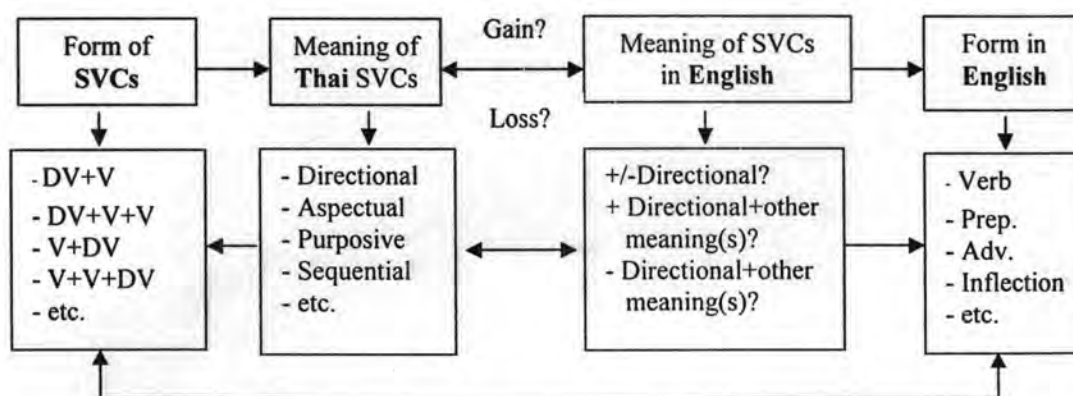 Form of
SVCs
Meaning of
Thai SVCs
Gain?
Loss?
Meaning of SVCs
in English
Form in
English
- DV+V
- DV+V+V
- V+DV
- V+V+DV
- etc.
- Directional
- Aspectual
- Purposive
- Sequential
- etc.
+/-Directional?
+ Directional+other
meaning(s)?
- Directional+other
meaning(s)?
- Verb
- Prep.
- Adv.
- Inflection
- etc.